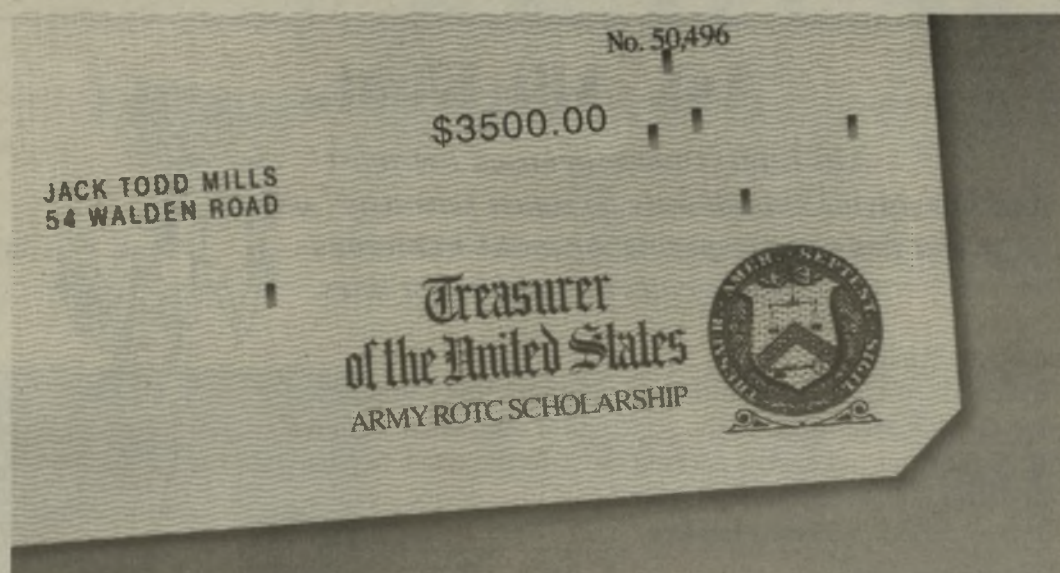 No. 50,496
$3500.00
JACK TODD MILLS
54 WALDEN ROAD
Treasurer
of the United States
ARMY ROTC SCHOLARSHIP